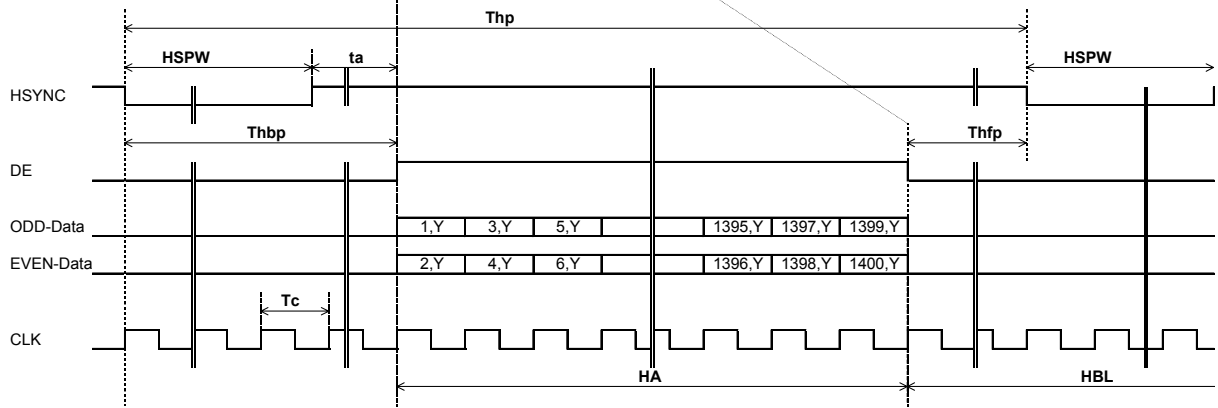 Thp
HSPW ta HSPW
HSYNC
Thbp Thfp
DE
ODD-Data 1,Y 3,Y 5,Y 1395,Y 1397,Y 1399,Y
EVEN-Data 2,Y 4,Y 6,Y 1396,Y 1398,Y 1400,Y
Tc
CLK
HA HBL